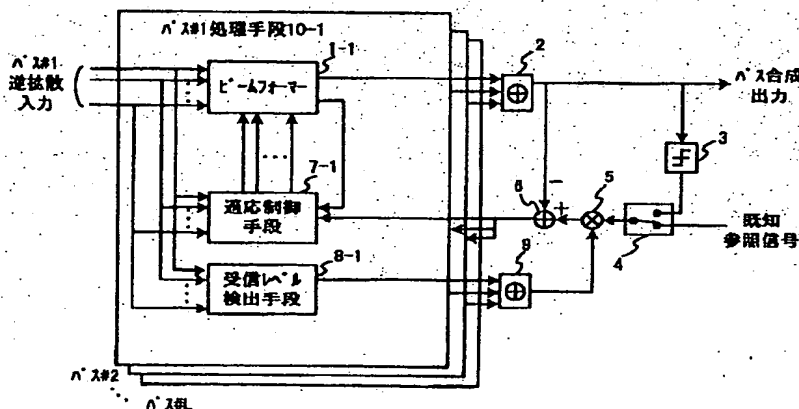 パス#1処理手段10-1
パス#1
逆拡散
入力
1-1
ビームフォーマー
2
パス合成
出力
3
7-1
適応制御
手段
6
5
既知
参照信号
4
8-1
受信レベル
検出手段
9
パス#2
パス#L